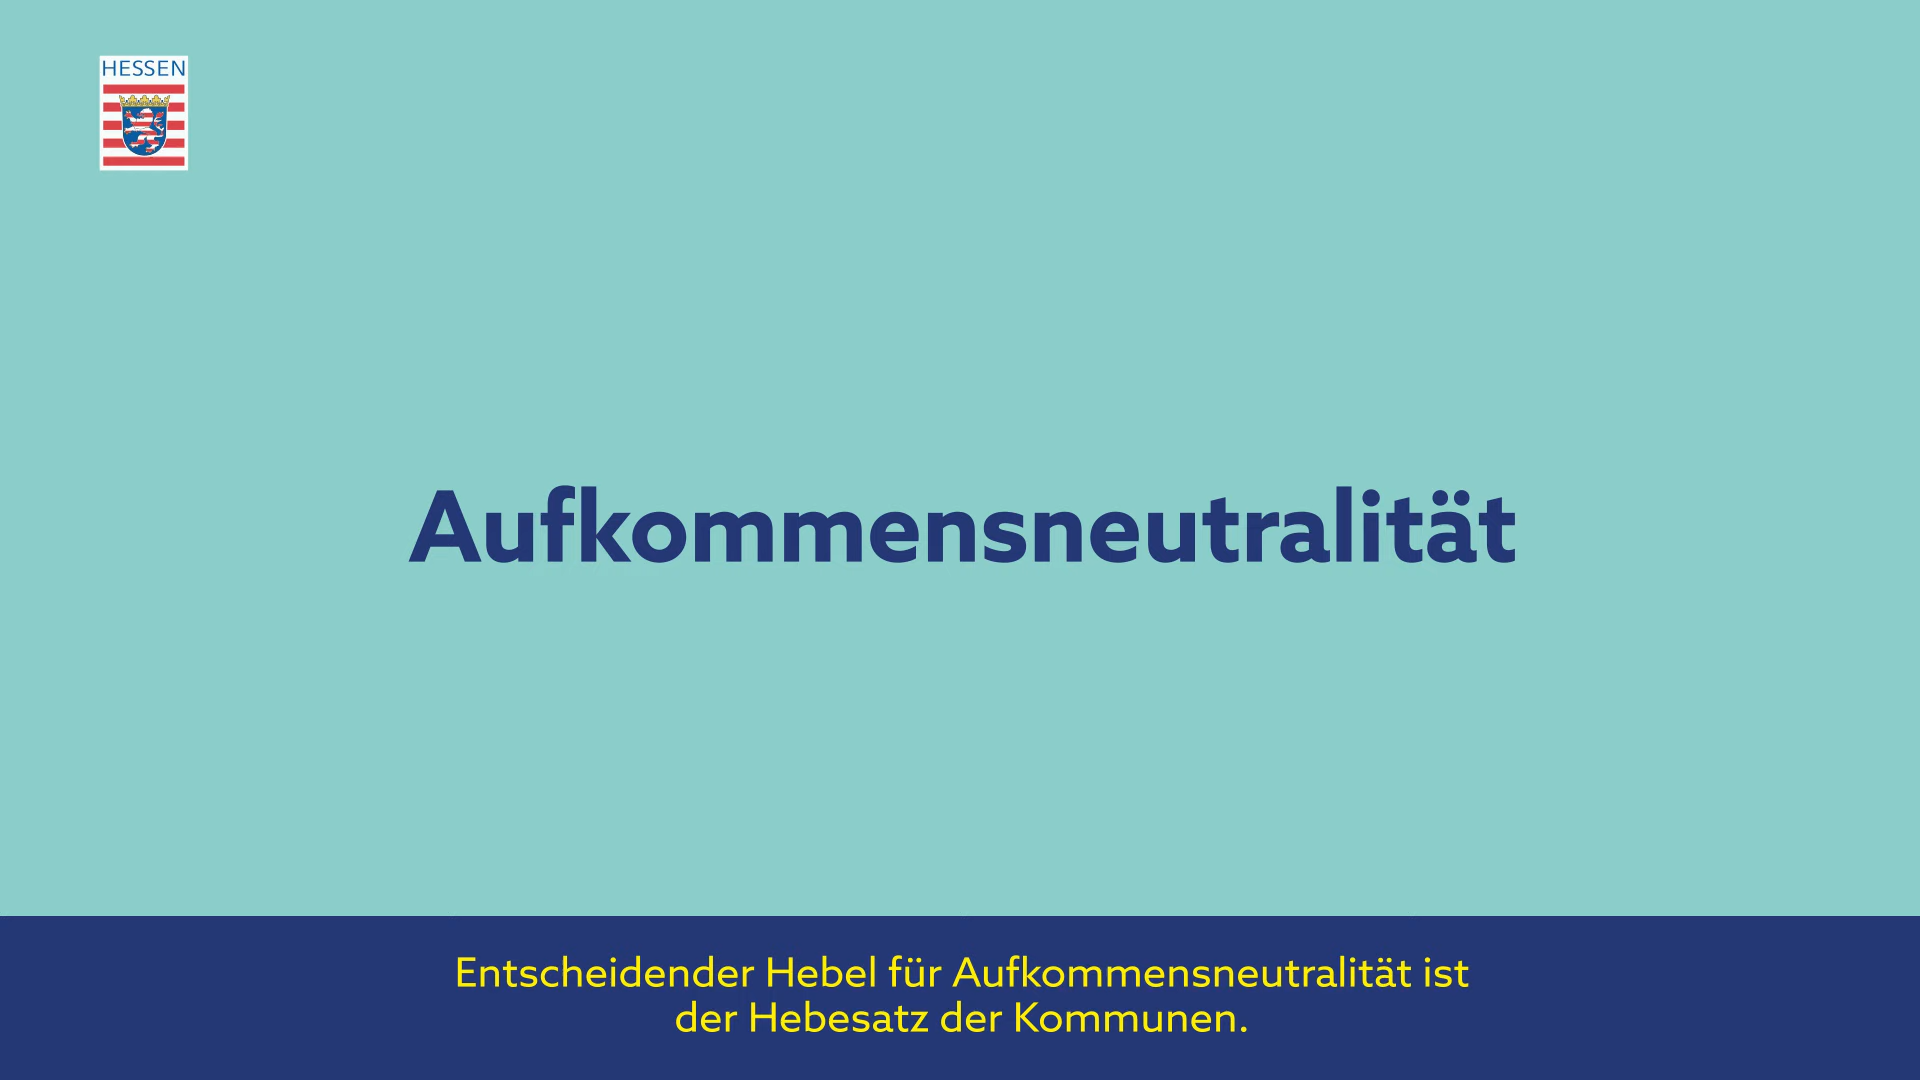 HESSEN
Aufkommensneutralität
Entscheidender Hebel für Aufkommensneutralität ist
der Hebesatz der Kommunen.